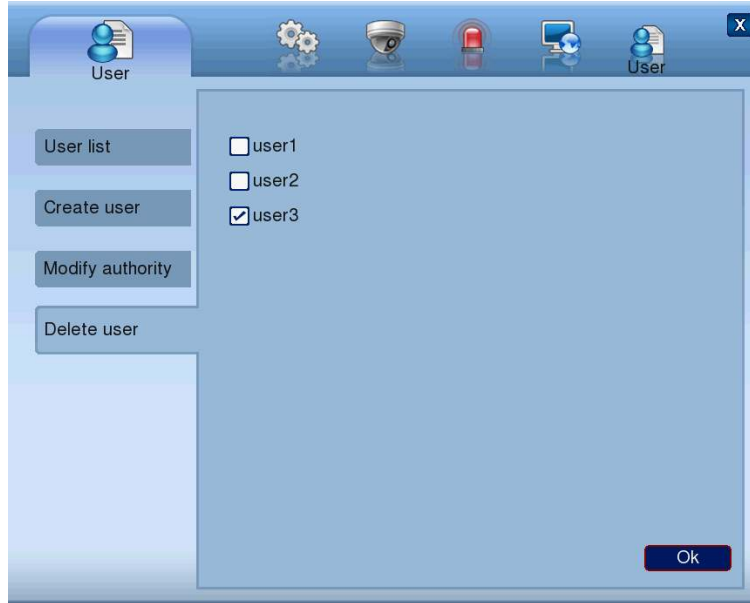 User
User
X
User list
Create user
Modify authority
Delete user
user1
user2
user3
Ok